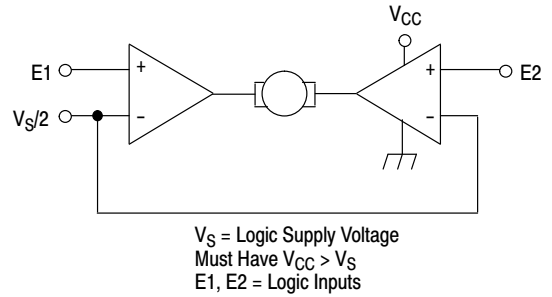 V_CC
E1
+
-
V_S/2
+
-
E2
V_S = Logic Supply Voltage
Must Have V_CC > V_S
E1, E2 = Logic Inputs